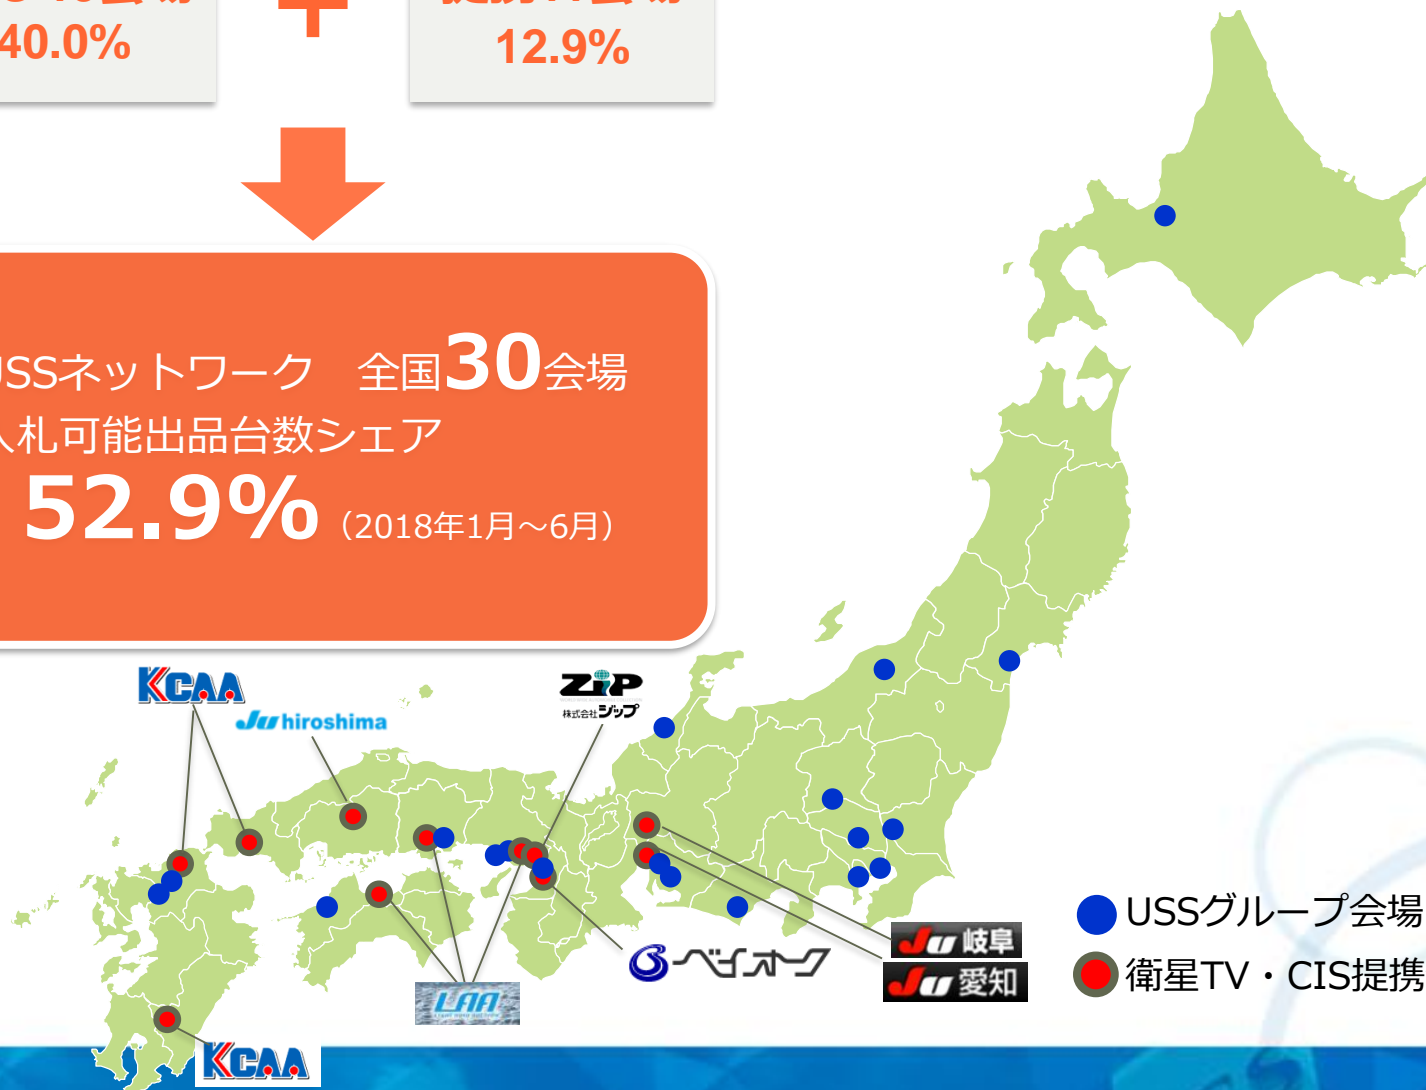 40.0%
+
12.9%
USSネットワーク 全国30会場
入札可能出品台数シェア
52.9%（2018年1月～6月）
KCAA
Ju hiroshima
ZIP
株式会社ジップ
ベイオーク
Ju 岐阜
Ju 愛知
LAA
KCAA
USSグループ会場
衛星TV・CIS提携